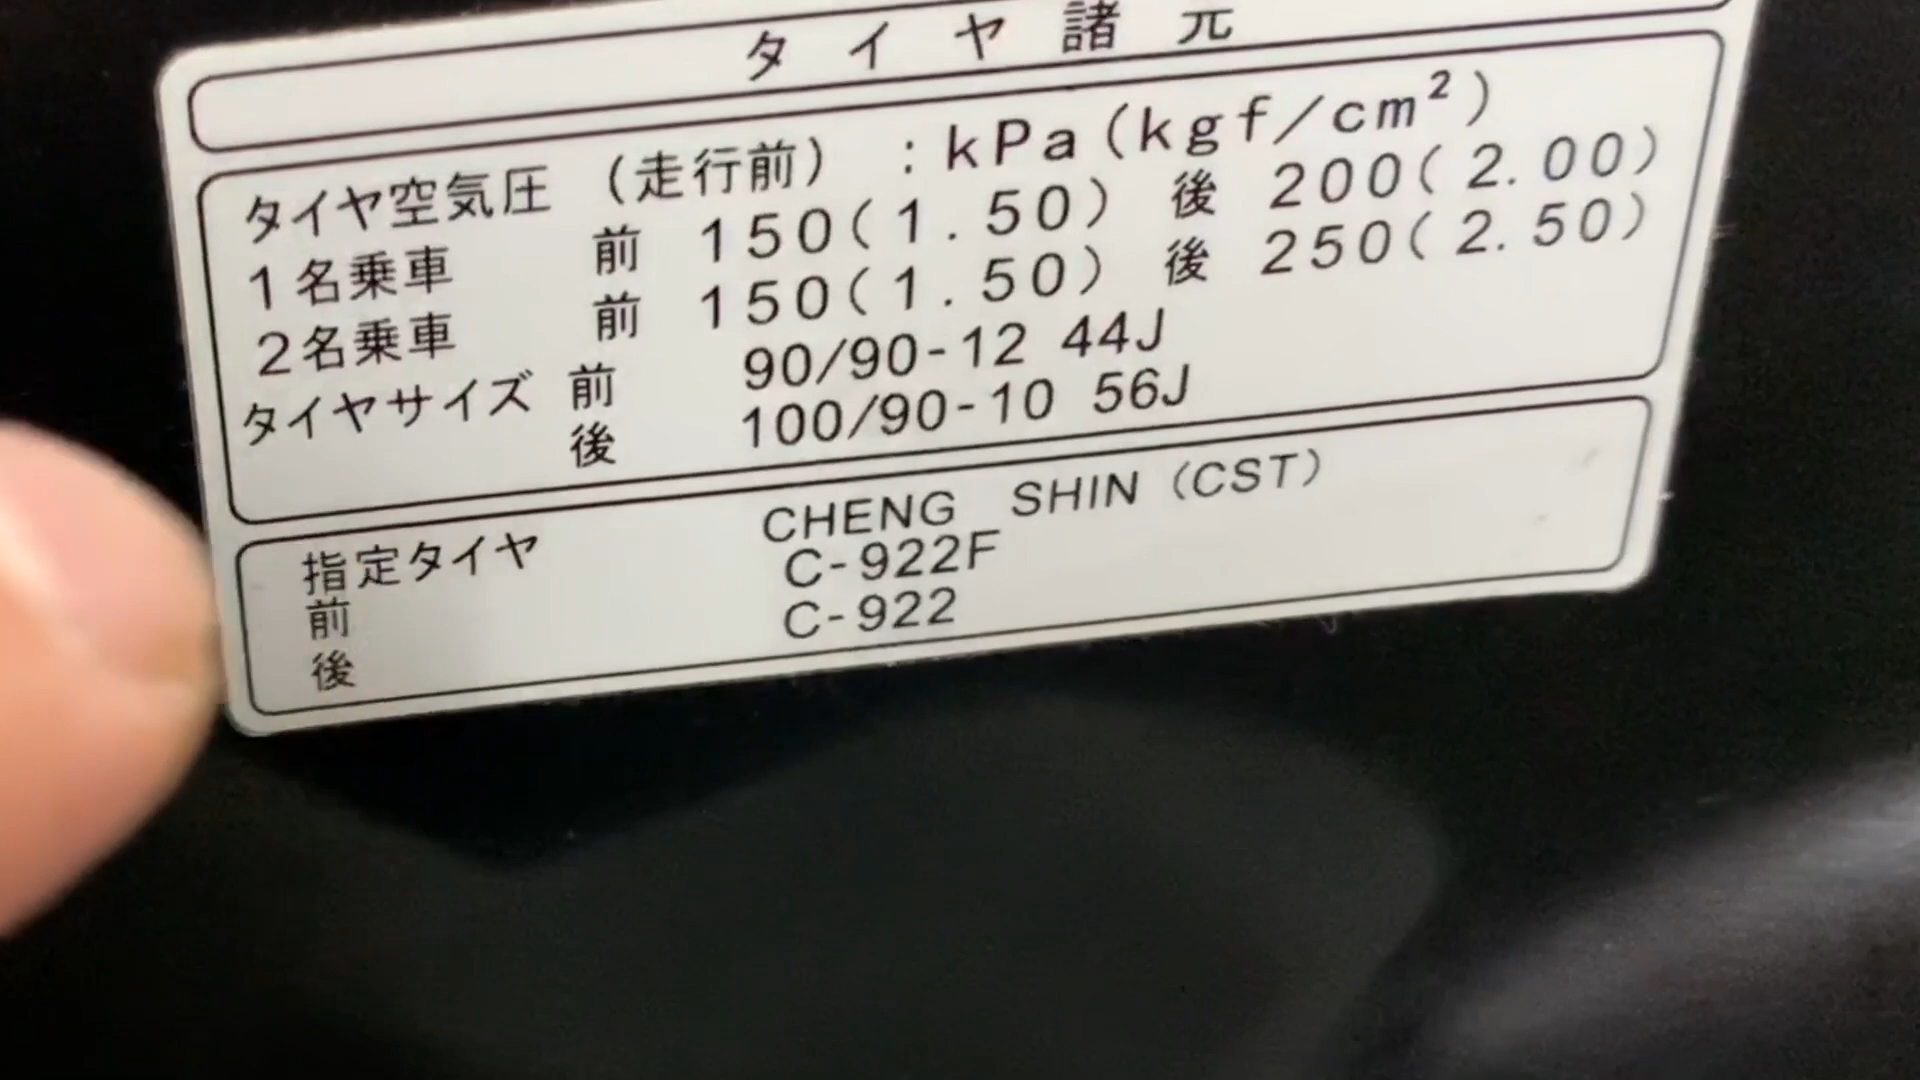 タイヤ諸元
タイヤ空気圧（走行前）：kPa(kgf/cm²)
1名乗車 前 150(1.50) 後 200(2.00)
2名乗車 前 150(1.50) 後 250(2.50)
タイヤサイズ 前 90/90-12 44J
後 100/90-10 56J
指定タイヤ CHENG SHIN (CST)
前 C-922F
後 C-922